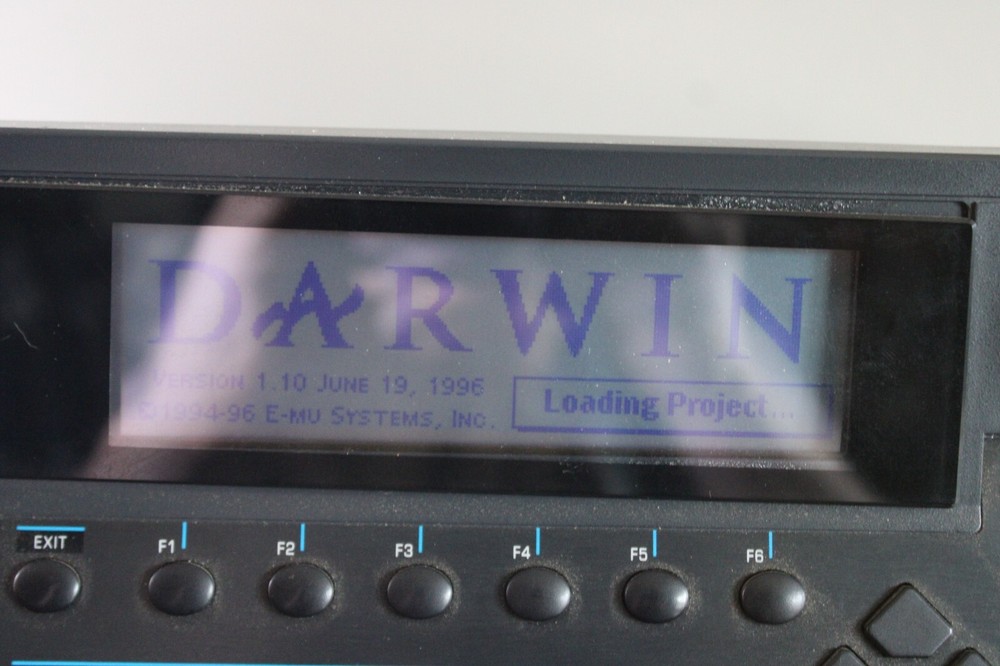 DARWIN
VERSION 1.10 JUNE 19, 1996
©1994-96 E-MU SYSTEMS, INC.
Loading Project...
EXIT
F1
F2
F3
F4
F5
F6